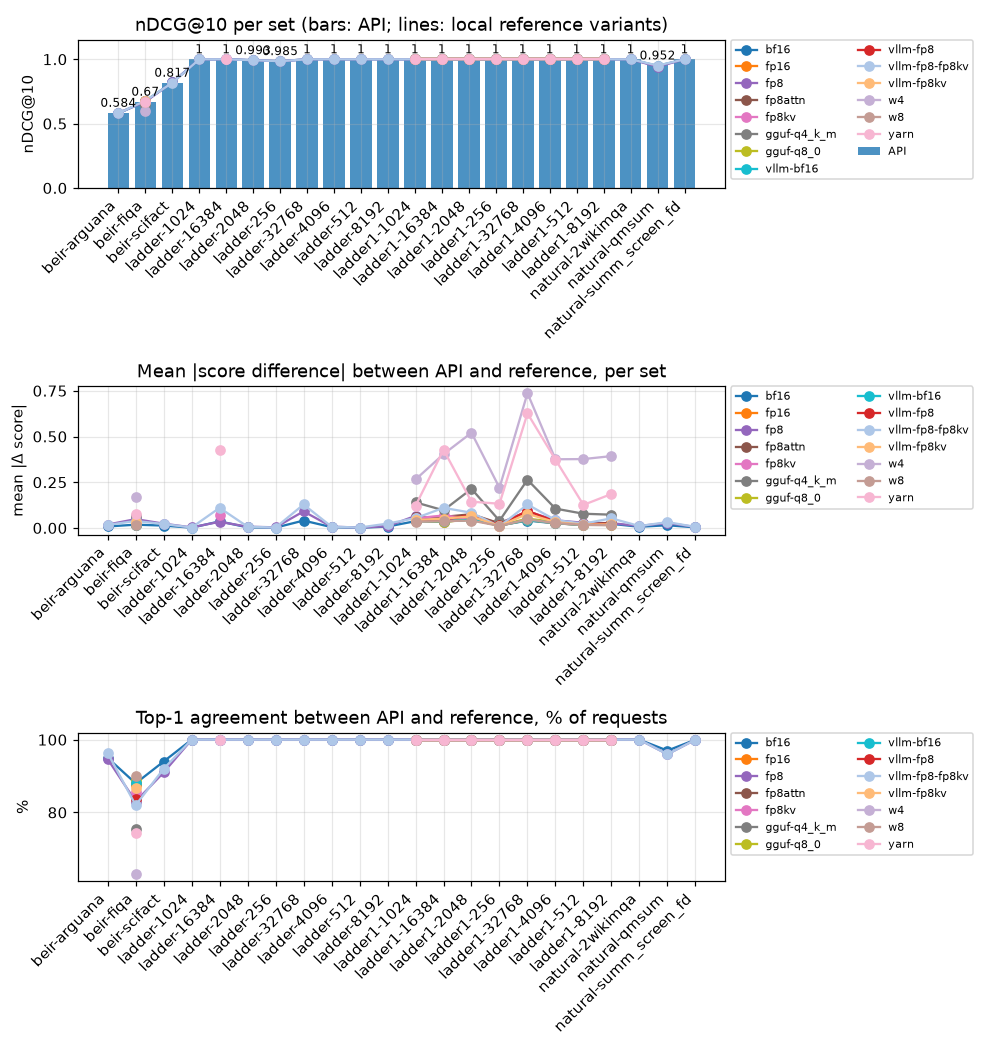 nDCG@10 per set (bars: API; lines: local reference variants)
nDCG@10
1.0
0.5
0.0
0.584
0.67
0.817
1
1
0.993
0.985
1
1
1
1
1
1
1
1
1
1
1
1
1
0.952
1
beir-arguana
beir-fiqa
beir-scifact
ladder-1024
ladder-16384
ladder-2048
ladder-256
ladder-32768
ladder-4096
ladder-512
ladder-8192
ladder1-1024
ladder1-16384
ladder1-2048
ladder1-256
ladder1-32768
ladder1-4096
ladder1-512
ladder1-8192
natural-2wikimqa
natural-qmsum
natural-summ_screen_fd
bf16
fp16
fp8
fp8attn
fp8kv
gguf-q4_k_m
gguf-q8_0
vllm-bf16
vllm-fp8
vllm-fp8-fp8kv
vllm-fp8kv
w4
w8
yarn
API
Mean |score difference| between API and reference, per set
mean |Δ score|
0.75
0.50
0.25
0.00
beir-arguana
beir-fiqa
beir-scifact
ladder-1024
ladder-16384
ladder-2048
ladder-256
ladder-32768
ladder-4096
ladder-512
ladder-8192
ladder1-1024
ladder1-16384
ladder1-2048
ladder1-256
ladder1-32768
ladder1-4096
ladder1-512
ladder1-8192
natural-2wikimqa
natural-qmsum
natural-summ_screen_fd
bf16
fp16
fp8
fp8attn
fp8kv
gguf-q4_k_m
gguf-q8_0
vllm-bf16
vllm-fp8
vllm-fp8-fp8kv
vllm-fp8kv
w4
w8
yarn
Top-1 agreement between API and reference, % of requests
%
100
80
beir-arguana
beir-fiqa
beir-scifact
ladder-1024
ladder-16384
ladder-2048
ladder-256
ladder-32768
ladder-4096
ladder-512
ladder-8192
ladder1-1024
ladder1-16384
ladder1-2048
ladder1-256
ladder1-32768
ladder1-4096
ladder1-512
ladder1-8192
natural-2wikimqa
natural-qmsum
natural-summ_screen_fd
bf16
fp16
fp8
fp8attn
fp8kv
gguf-q4_k_m
gguf-q8_0
vllm-bf16
vllm-fp8
vllm-fp8-fp8kv
vllm-fp8kv
w4
w8
yarn